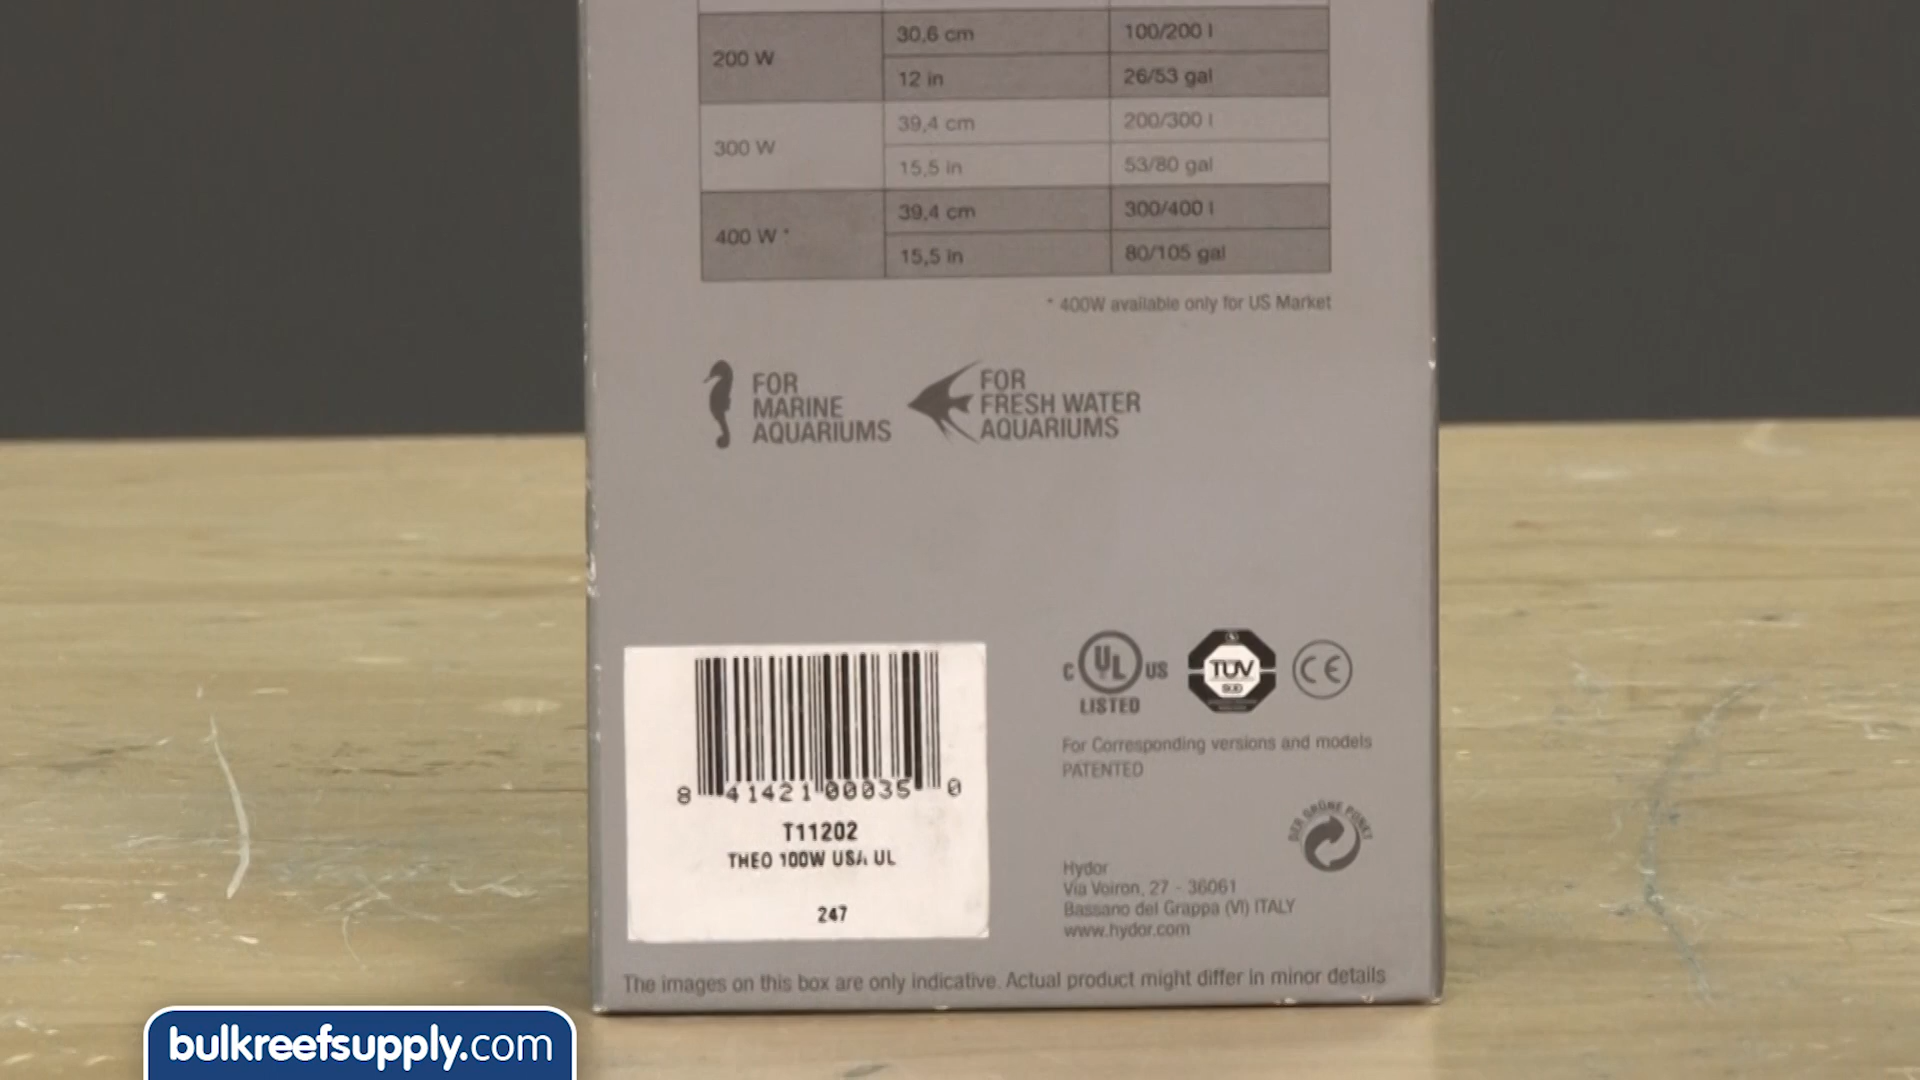 200 W
30,6 cm
100/200 l
12 in
26/53 gal
300 W
39,4 cm
200/300 l
15,5 in
53/80 gal
400 W *
39,4 cm
300/400 l
15,5 in
80/105 gal
* 400W available only for US Market
FOR
MARINE
AQUARIUMS
FOR
FRESH WATER
AQUARIUMS
C UL US
LISTED
TÜV
SÜD
CE
For Corresponding versions and models
PATENTED
8 41421 00035 0
T11202
THEO 100W USA UL
247
DER GRÜNE PUNKT
Hydor
Via Voiron, 27 - 36061
Bassano del Grappa (VI) ITALY
www.hydor.com
The images on this box are only indicative. Actual product might differ in minor details
bulkreefsupply.com